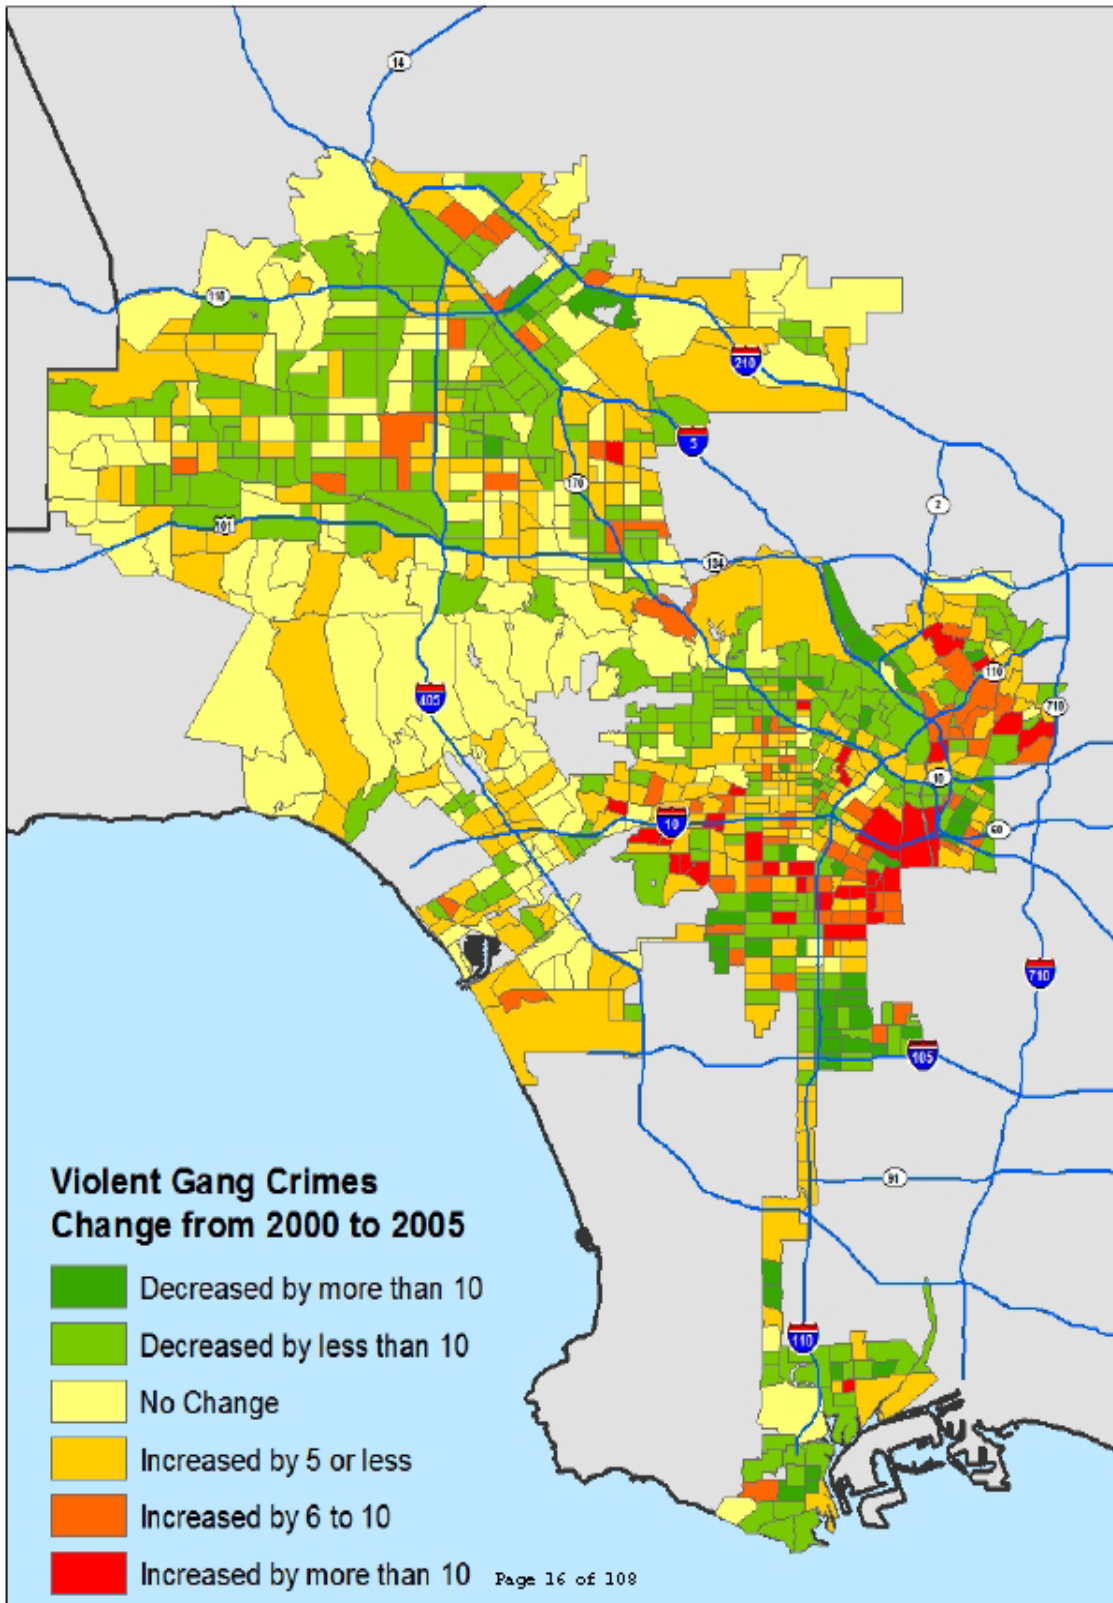 14
118
210
5
170
2
101
134
110
405
710
10
10
60
710
105
91
110
Violent Gang Crimes
Change from 2000 to 2005
Decreased by more than 10
Decreased by less than 10
No Change
Increased by 5 or less
Increased by 6 to 10
Increased by more than 10
Page 16 of 108